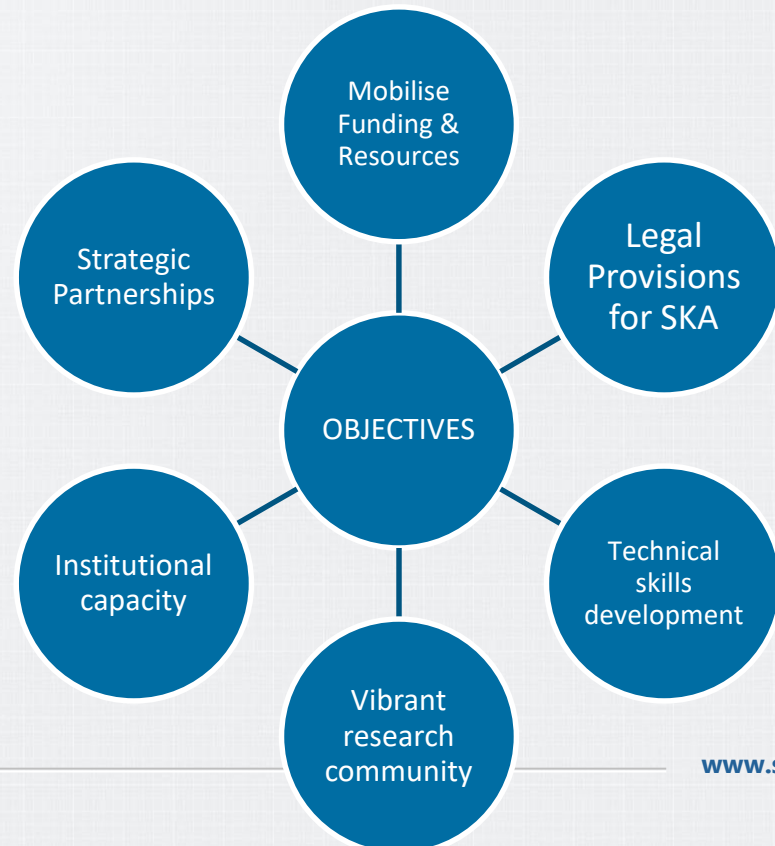 Mobilise
Funding &
Resources
Legal
Provisions
for SKA
Technical
skills
development
Vibrant
research
community
Institutional
capacity
Strategic
Partnerships
OBJECTIVES
www.s